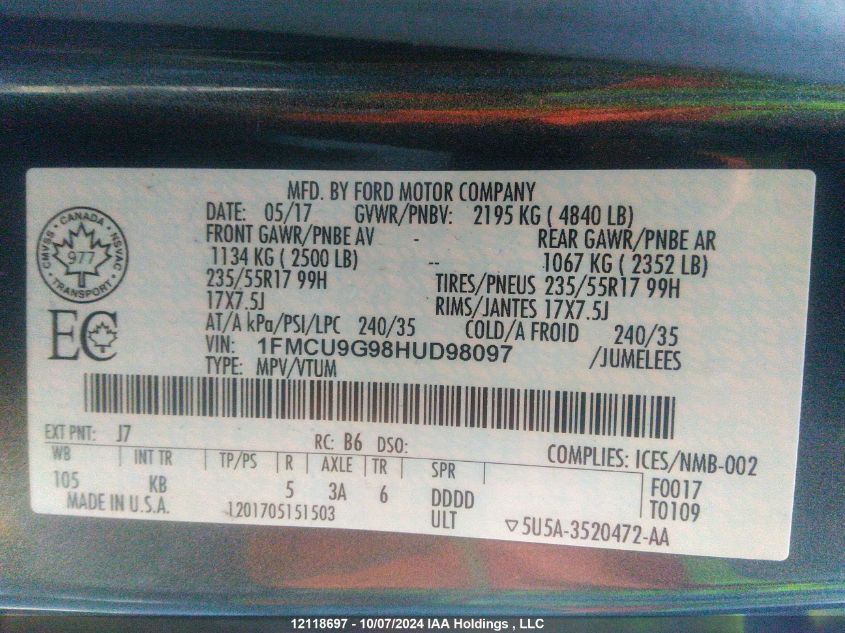 MFD. BY FORD MOTOR COMPANY
DATE: 05/17 GVWR/PNBV: 2195 KG ( 4840 LB)
FRONT GAWR/PNBE AV - REAR GAWR/PNBE AR
1134 KG ( 2500 LB) -- 1067 KG ( 2352 LB)
235/55R17 99H TIRES/PNEUS 235/55R17 99H
17X7.5J RIMS/JANTES 17X7.5J
AT/A kPa/PSI/LPC 240/35 COLD/A FROID 240/35
VIN: 1FMCU9G98HUD98097 /JUMELEES
TYPE: MPV/VTUM
CANADA
CMVSS NSVAC
977
TRANSPORT
EC
EXT PNT: J7 RC: B6 DSO: COMPLIES: ICES/NMB-002
WB INT TR TP/PS R AXLE TR SPR F0017
105 KB 5 3A 6 DDDD T0109
MADE IN U.S.A. 1201705151503 ULT ▽5U5A-3520472-AA
12118697 - 10/07/2024 IAA Holdings , LLC